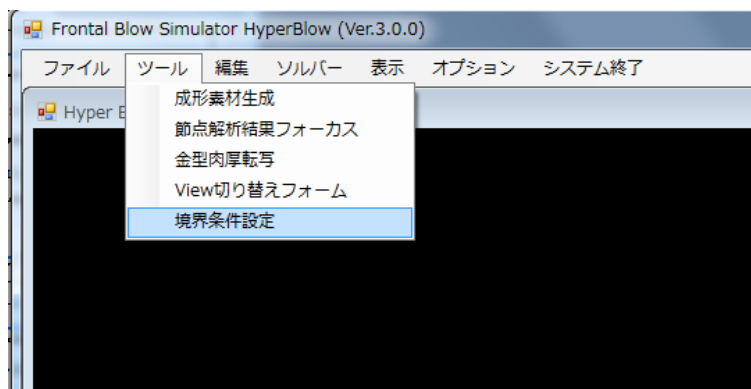 Frontal Blow Simulator HyperBlow (Ver.3.0.0)
ファイル ツール 編集 ソルバー 表示 オプション システム終了
Hyper
成形素材生成
節点解析結果フォーカス
金型肉厚転写
View切り替えフォーム
境界条件設定